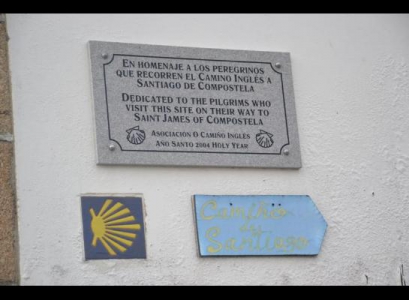 EN HOMENAJE A LOS PEREGRINOS
QUE RECORREN EL CAMINO INGLÉS A
SANTIAGO DE COMPOSTELA
DEDICATED TO THE PILGRIMS WHO
VISIT THIS SITE ON THEIR WAY TO
SAINT JAMES OF COMPOSTELA
ASOCIACIÓN O CAMIÑO INGLÉS
AÑO SANTO 2004 HOLY YEAR
Camiño
de
Santiago